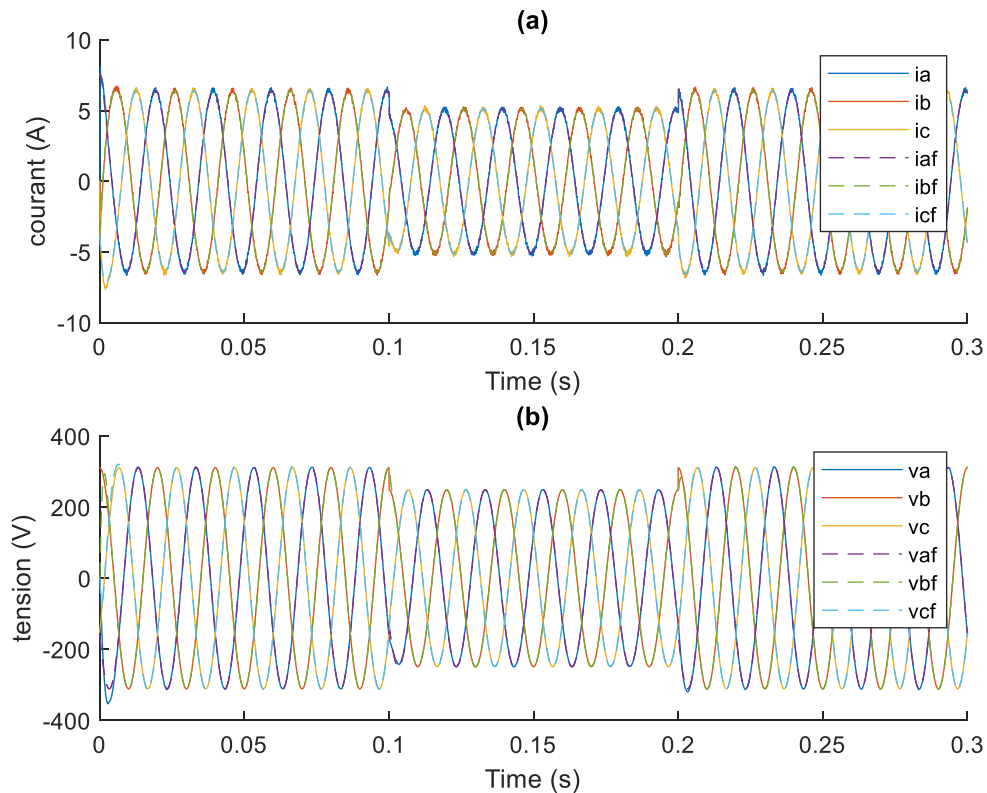 (a)
10
5
0
-5
-10
courant (A)
0 0.05 0.1 0.15 0.2 0.25 0.3
Time (s)
ia
ib
ic
iaf
ibf
icf
(b)
400
200
0
-200
-400
tension (V)
0 0.05 0.1 0.15 0.2 0.25 0.3
Time (s)
va
vb
vc
vaf
vbf
vcf